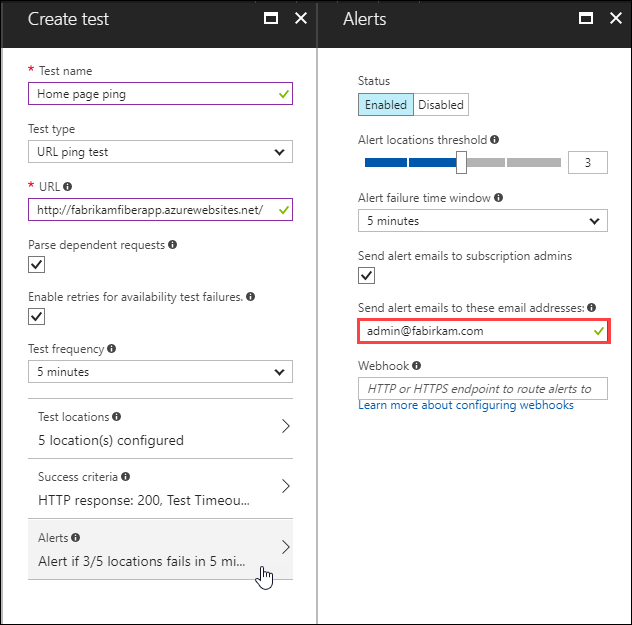 Create test
* Test name
Home page ping
Test type
URL ping test
* URL
http://fabrikamfiberapp.azurewebsites.net/
Parse dependent requests
Enable retries for availability test failures.
Test frequency
5 minutes
Test locations
5 location(s) configured
Success criteria
HTTP response: 200, Test Timeou...
Alerts
Alert if 3/5 locations fails in 5 mi...
Alerts
Status
Enabled Disabled
Alert locations threshold
3
Alert failure time window
5 minutes
Send alert emails to subscription admins
Send alert emails to these email addresses:
admin@fabirkam.com
Webhook
HTTP or HTTPS endpoint to route alerts to
Learn more about configuring webhooks